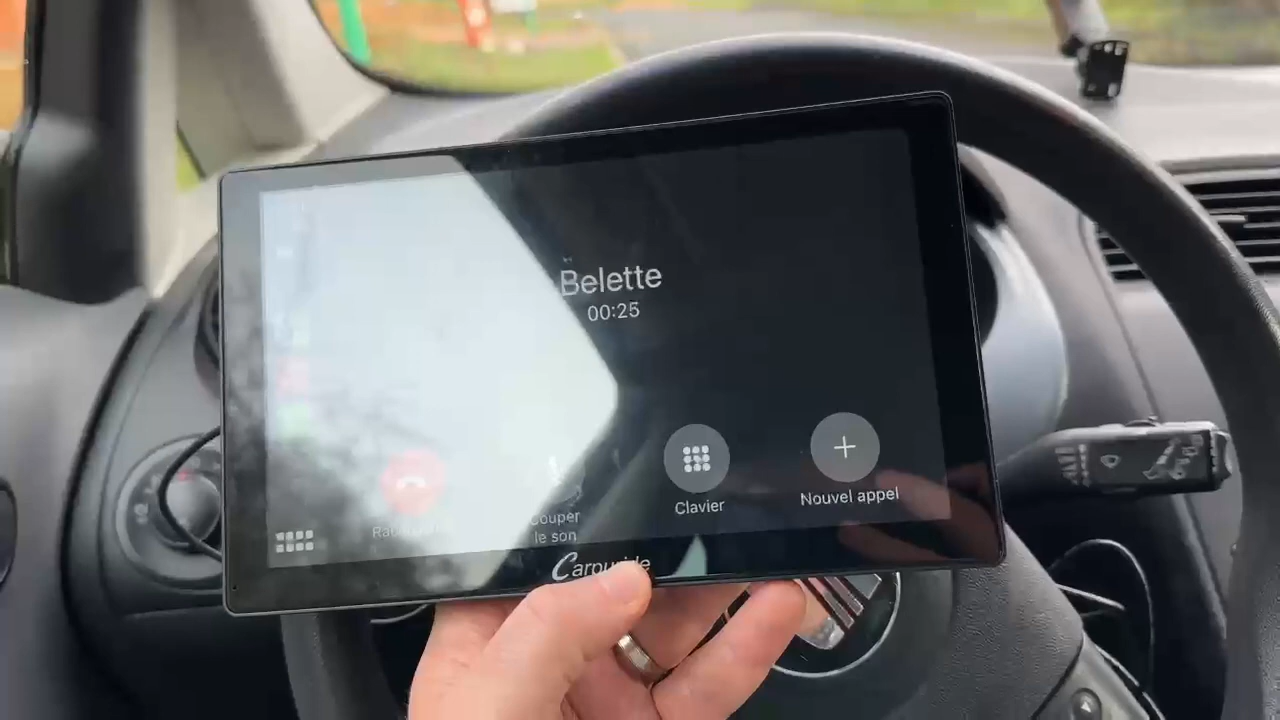 Belette
00:25
Couper
le son
Clavier
Nouvel appel